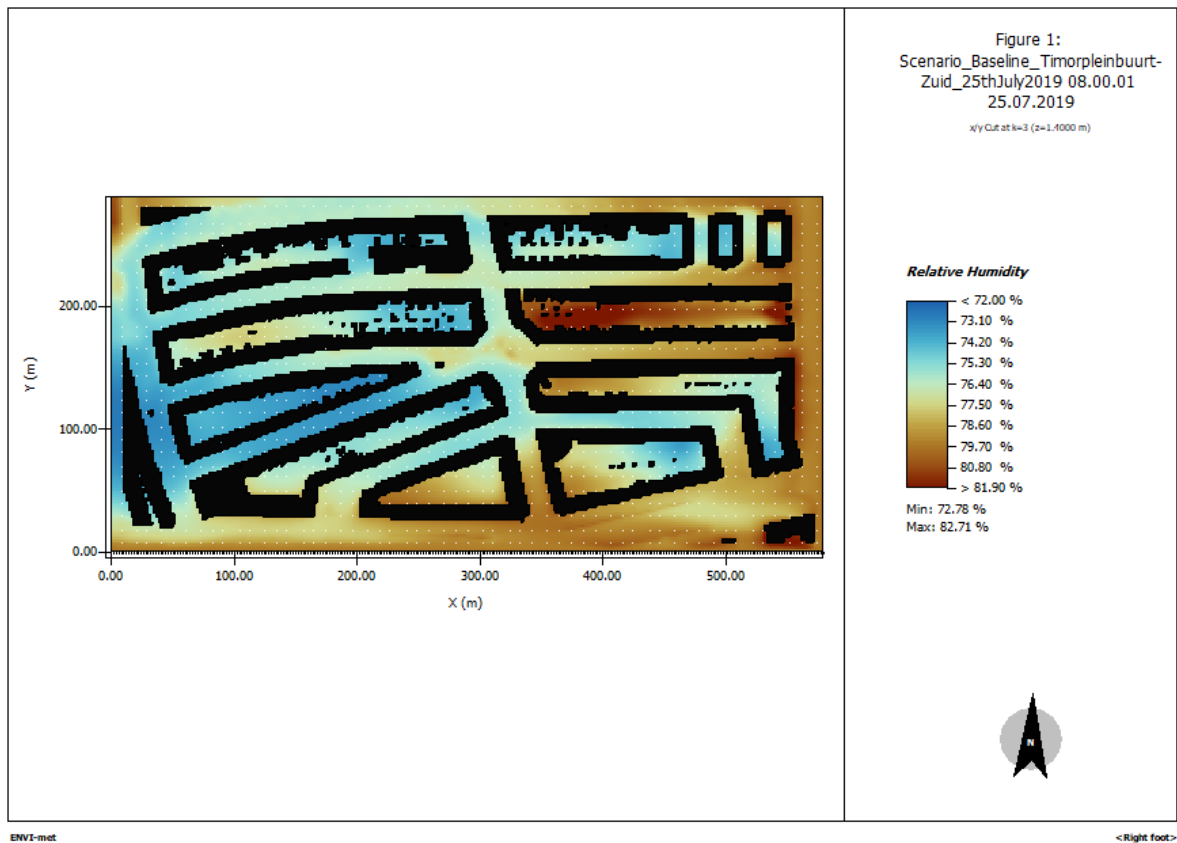 Figure 1:
Scenario_Baseline_Timorpleinbuurt-
Zuid_25thJuly2019 08.00.01
25.07.2019
x/y Cut at k=3 (z=1.4000 m)
200.00
100.00
0.00
Y (m)
0.00 100.00 200.00 300.00 400.00 500.00
X (m)
Relative Humidity
< 72.00 %
73.10 %
74.20 %
75.30 %
76.40 %
77.50 %
78.60 %
79.70 %
80.80 %
> 81.90 %
Min: 72.78 %
Max: 82.71 %
N
ENVI-met
<Right foot>